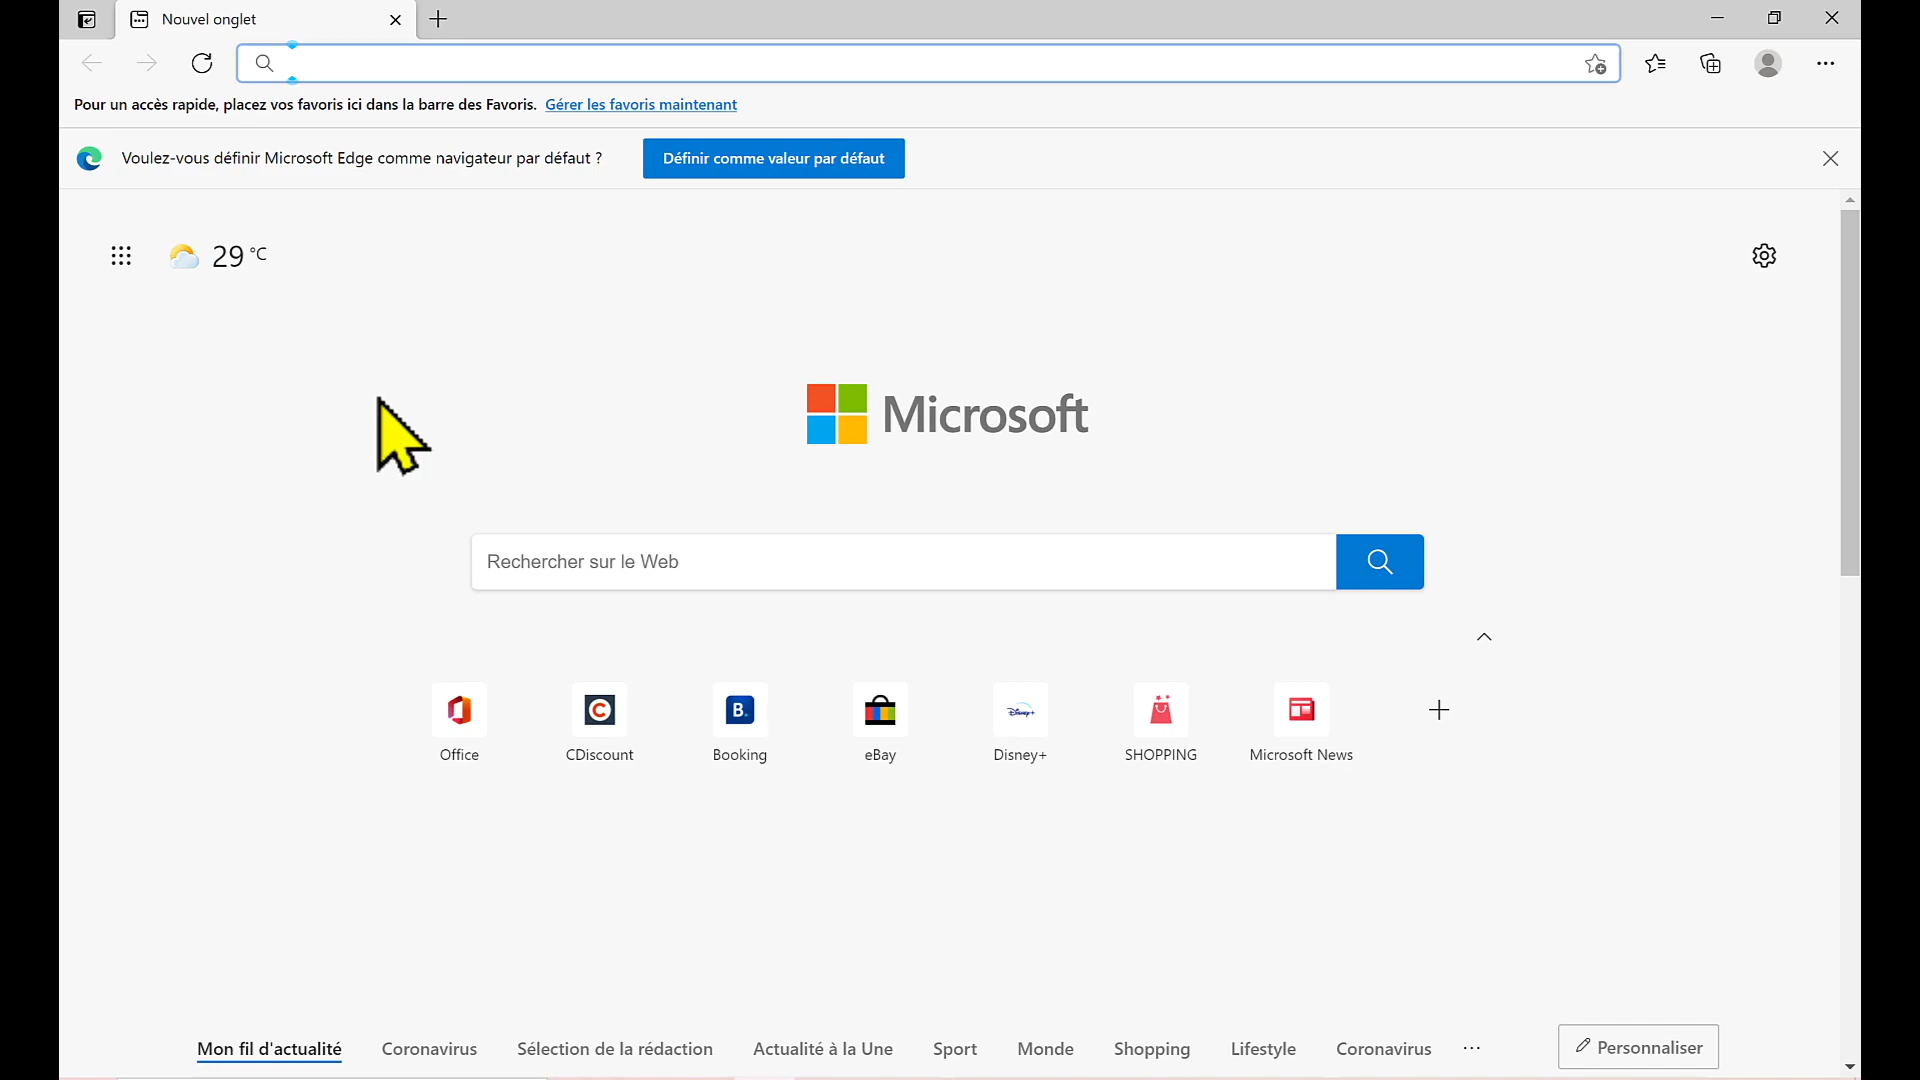 Nouvel onglet
Pour un accès rapide, placez vos favoris ici dans la barre des Favoris. Gérer les favoris maintenant
Voulez-vous définir Microsoft Edge comme navigateur par défaut ? Définir comme valeur par défaut
29 °C
Microsoft
Rechercher sur le Web
C B.
Disney+
Office CDiscount Booking eBay Disney+ SHOPPING Microsoft News
Mon fil d'actualité Coronavirus Sélection de la rédaction Actualité à la Une Sport Monde Shopping Lifestyle Coronavirus ... Personnaliser